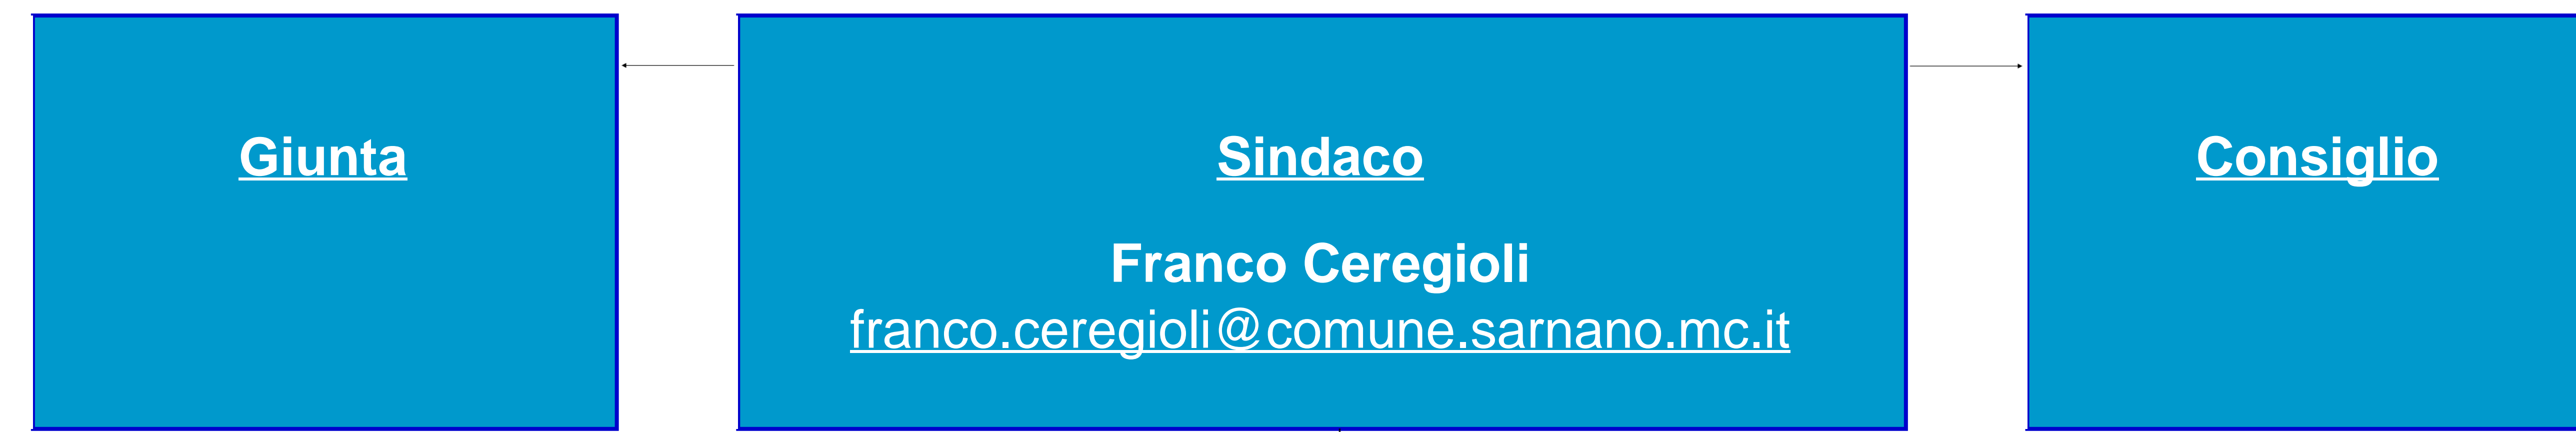 Giunta
Sindaco
Franco Ceregioli
franco.ceregioli@comune.sarnano.mc.it
Consiglio